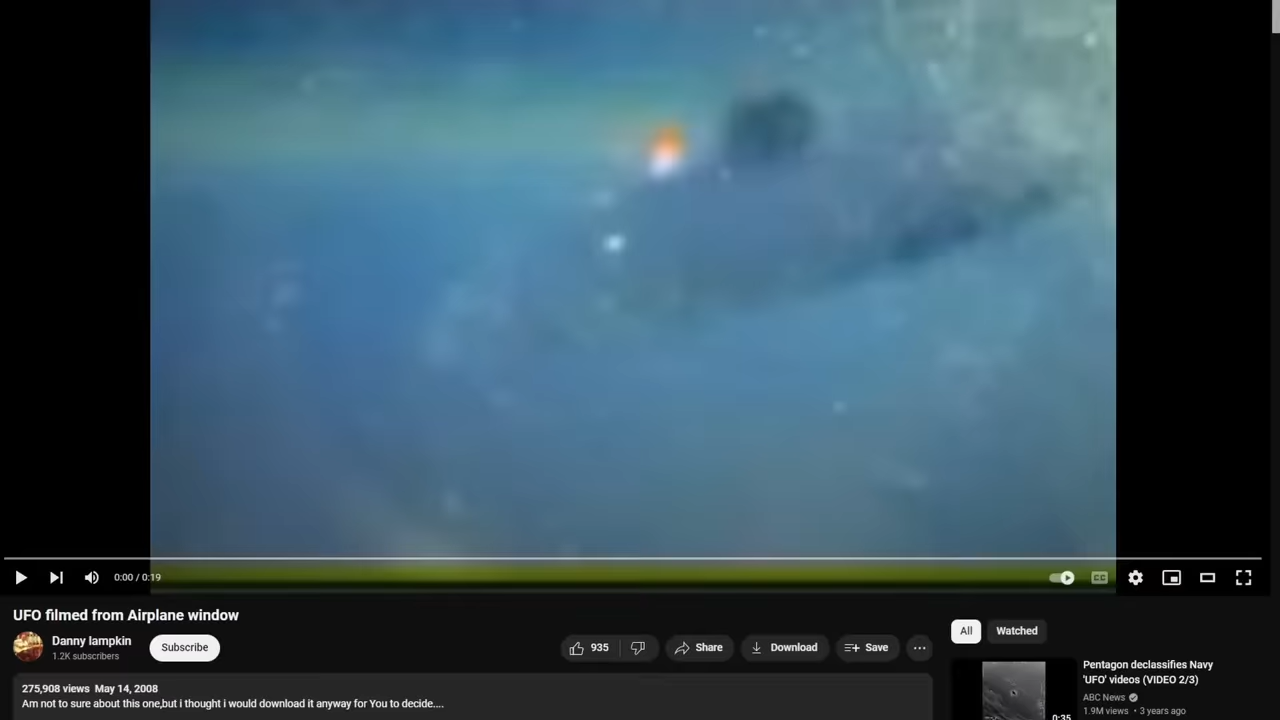 0:00 / 0:19
CC
UFO filmed from Airplane window
Danny lampkin
1.2K subscribers
Subscribe
935
Share
Download
Save
All
Watched
275,908 views May 14, 2008
Am not to sure about this one,but i thought i would download it anyway for You to decide....
0:35
Pentagon declassifies Navy
'UFO' videos (VIDEO 2/3)
ABC News
1.9M views • 3 years ago